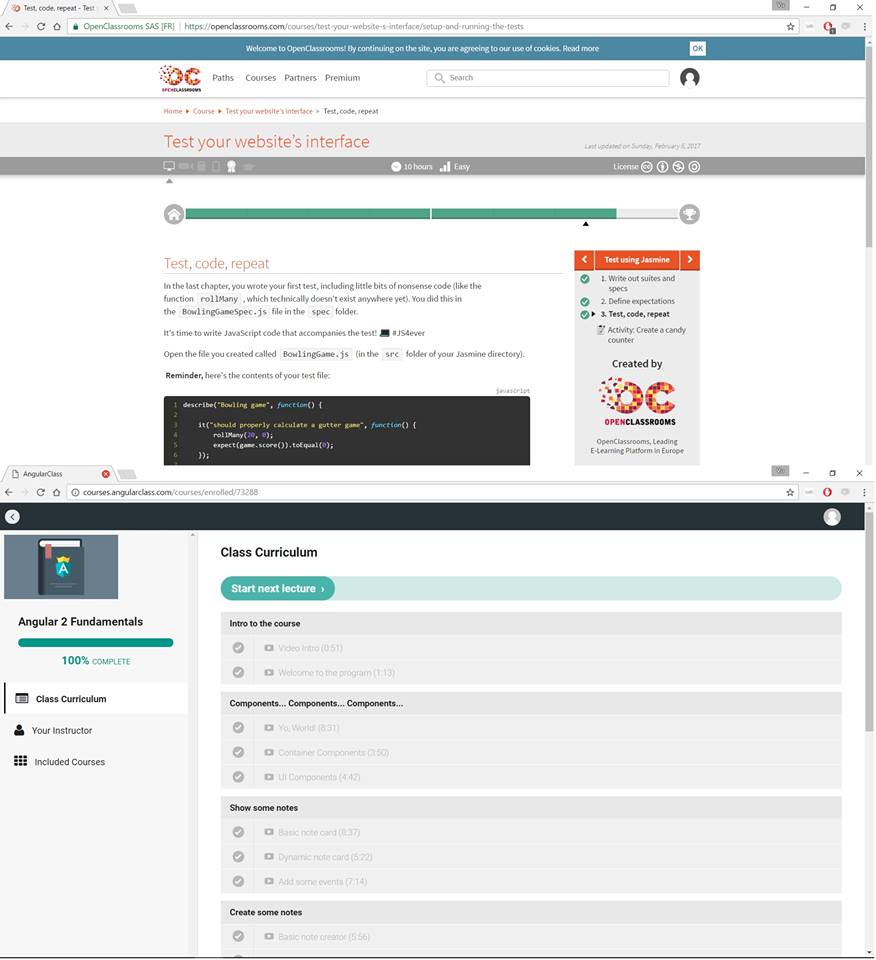 Test, code, repeat - Test
Vu
OpenClassrooms SAS [FR] | https://openclassrooms.com/courses/test-your-website-s-interface/setup-and-running-the-tests
Welcome to OpenClassrooms! By continuing on the site, you are agreeing to our use of cookies. Read more
OK
OPENCLASSROOMS
Paths Courses Partners Premium
Search
Home ▸ Course ▸ Test your website's interface ▸ Test, code, repeat
Test your website's interface
Last updated on Sunday, February 5, 2017
10 hours Easy
License
Test, code, repeat
In the last chapter, you wrote your first test, including little bits of nonsense code (like the
function rollMany , which technically doesn't exist anywhere yet). You did this in
the BowlingGameSpec.js file in the spec folder.
It's time to write JavaScript code that accompanies the test! 💻 #JS4ever
Open the file you created called BowlingGame.js (in the src folder of your Jasmine directory).
Reminder, here's the contents of your test file:
javascript
1 describe("Bowling game", function() {
2
3 it("should properly calculate a gutter game", function() {
4 rollMany(20, 0);
5 expect(game.score()).toEqual(0);
6 });
Test using Jasmine
1. Write out suites and
specs
2. Define expectations
3. Test, code, repeat
Activity: Create a candy
counter
Created by
OC
OPENCLASSROOMS
OpenClassrooms, Leading
E-Learning Platform in Europe
AngularClass
Vu
courses.angularclass.com/courses/enrolled/73288
A
Angular 2 Fundamentals
100% COMPLETE
Class Curriculum
Your Instructor
Included Courses
Class Curriculum
Start next lecture ›
Intro to the course
Video Intro (0:51)
Welcome to the program (1:13)
Components... Components... Components...
Yo, World! (8:31)
Container Components (3:50)
UI Components (4:42)
Show some notes
Basic note card (8:37)
Dynamic note card (5:22)
Add some events (7:14)
Create some notes
Basic note creator (5:56)